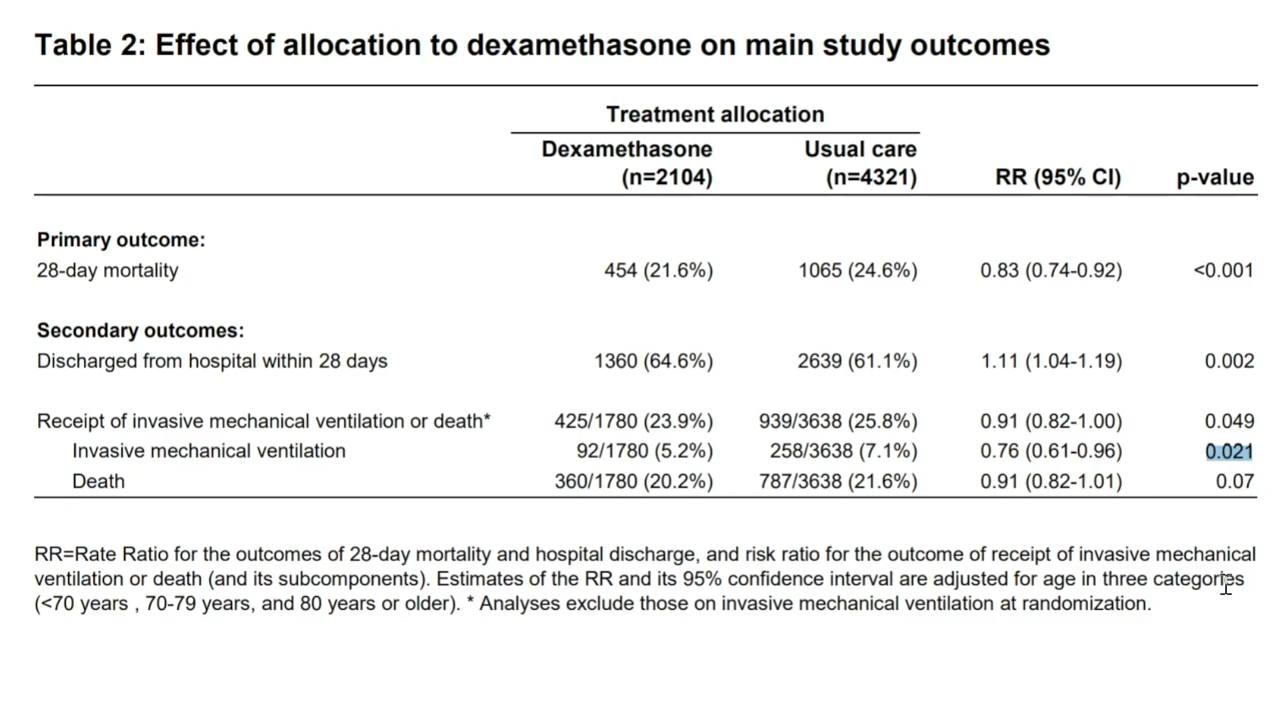 Table 2: Effect of allocation to dexamethasone on main study outcomes
Treatment allocation
Dexamethasone Usual care
(n=2104) (n=4321) RR (95% CI) p-value
Primary outcome:
28-day mortality 454 (21.6%) 1065 (24.6%) 0.83 (0.74-0.92) <0.001
Secondary outcomes:
Discharged from hospital within 28 days 1360 (64.6%) 2639 (61.1%) 1.11 (1.04-1.19) 0.002
Receipt of invasive mechanical ventilation or death* 425/1780 (23.9%) 939/3638 (25.8%) 0.91 (0.82-1.00) 0.049
Invasive mechanical ventilation 92/1780 (5.2%) 258/3638 (7.1%) 0.76 (0.61-0.96) 0.021
Death 360/1780 (20.2%) 787/3638 (21.6%) 0.91 (0.82-1.01) 0.07
RR=Rate Ratio for the outcomes of 28-day mortality and hospital discharge, and risk ratio for the outcome of receipt of invasive mechanical
ventilation or death (and its subcomponents). Estimates of the RR and its 95% confidence interval are adjusted for age in three categories
(<70 years , 70-79 years, and 80 years or older). * Analyses exclude those on invasive mechanical ventilation at randomization.